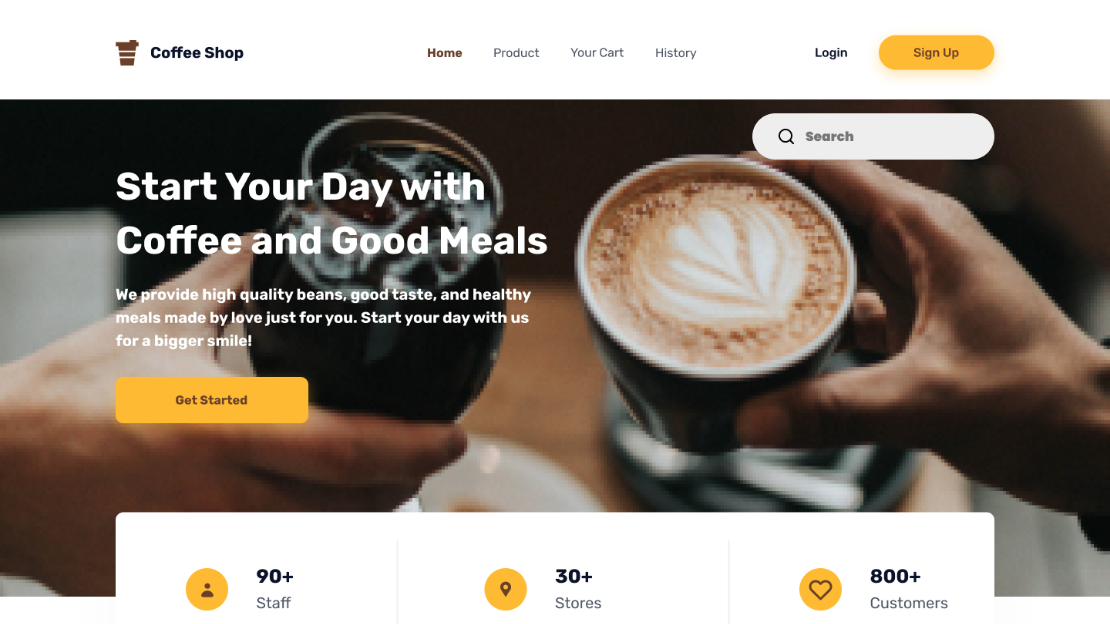 Coffee Shop
Home
Product
Your Cart
History
Login
Sign Up
Search
Start Your Day with
Coffee and Good Meals
We provide high quality beans, good taste, and healthy
meals made by love just for you. Start your day with us
for a bigger smile!
Get Started
90+
Staff
30+
Stores
800+
Customers